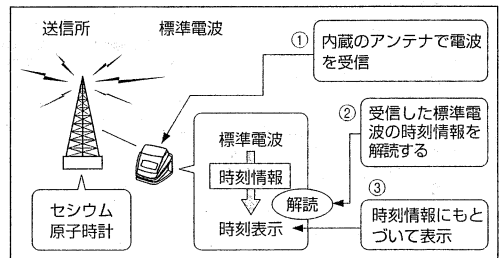 送信所
標準電波
① 内蔵のアンテナで電波
を受信
② 受信した標準電
波の時刻情報を
解読する
標準電波
時刻情報
解読
時刻表示
③
時刻情報にもと
づいて表示
セシウム
原子時計